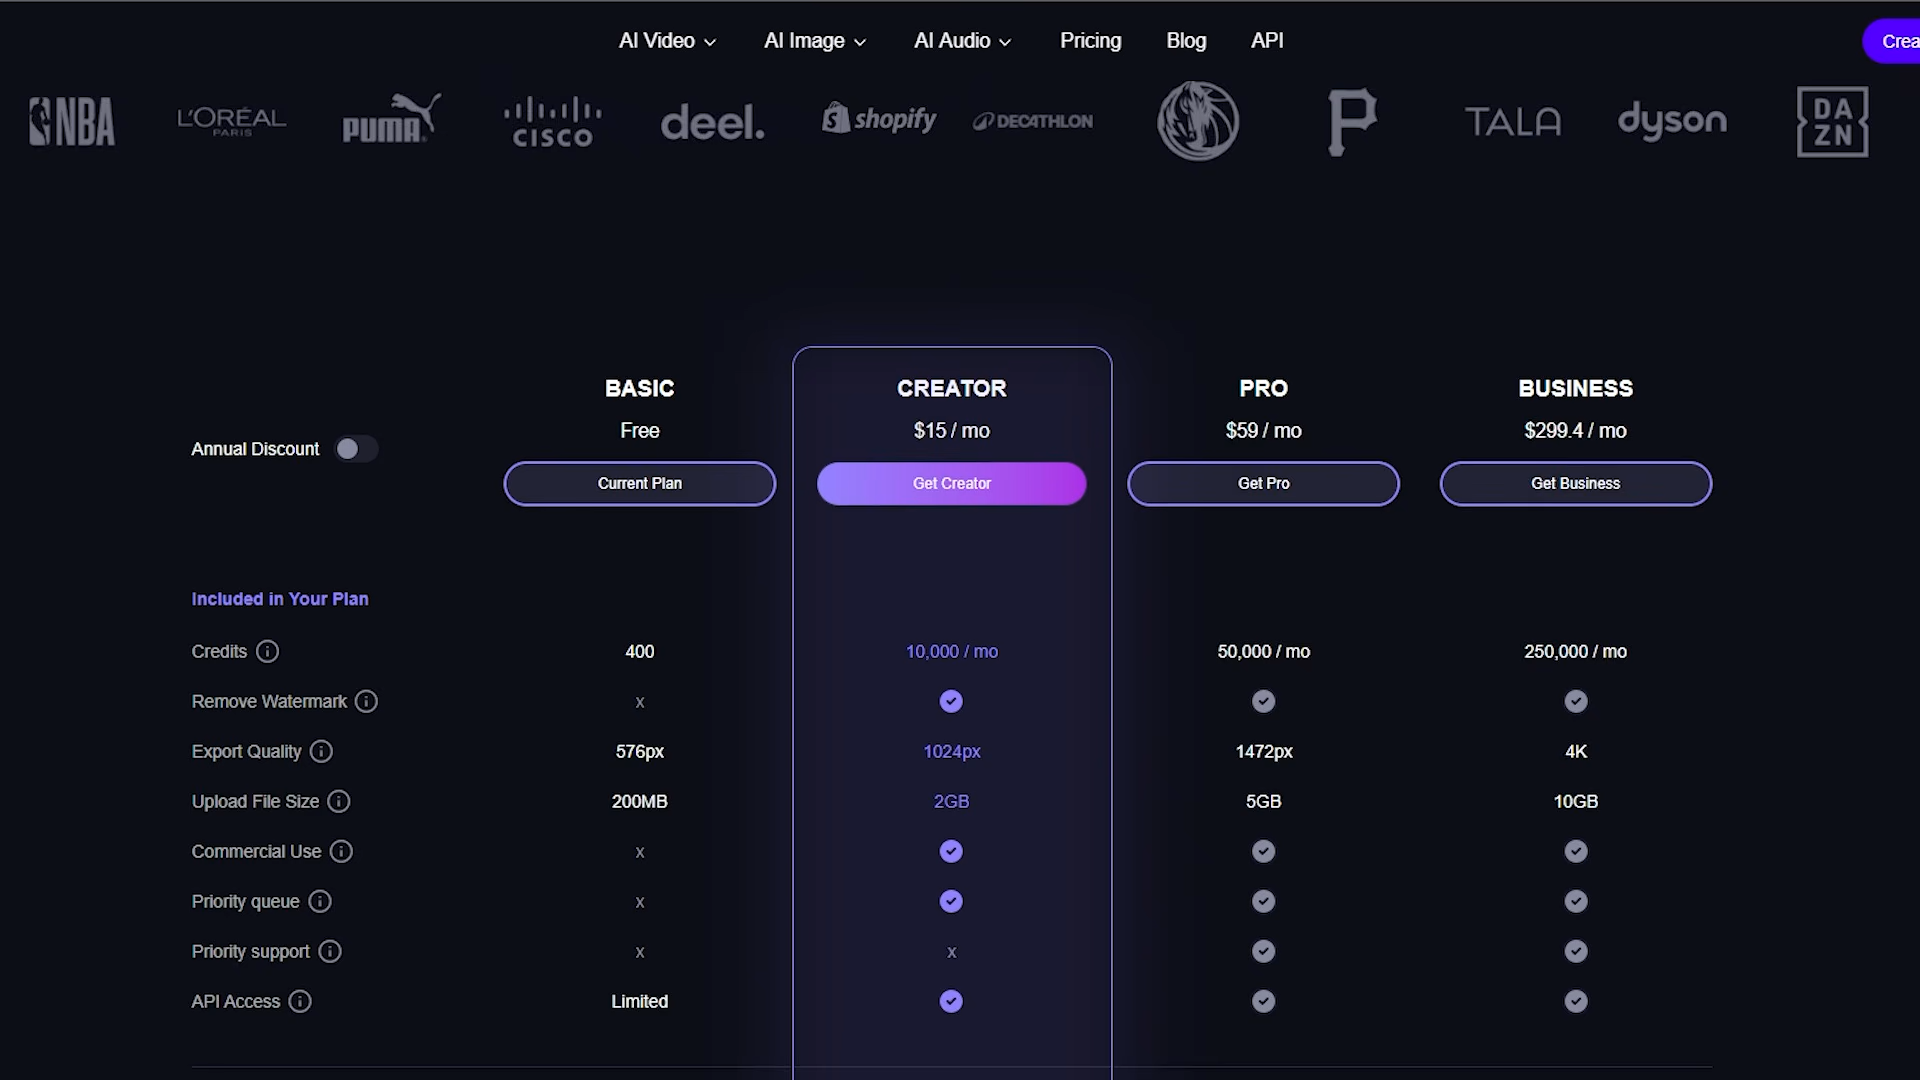 AI Video AI Image AI Audio Pricing Blog API Crea
NBA L'ORÉAL PARIS PUMA CISCO deel. shopify DECATHLON P TALA dyson DAZN
BASIC CREATOR PRO BUSINESS
Free $15 / mo $59 / mo $299.4 / mo
Annual Discount
Current Plan Get Creator Get Pro Get Business
Included in Your Plan
Credits 400 10,000 / mo 50,000 / mo 250,000 / mo
Remove Watermark x
Export Quality 576px 1024px 1472px 4K
Upload File Size 200MB 2GB 5GB 10GB
Commercial Use x
Priority queue x
Priority support x x
API Access Limited